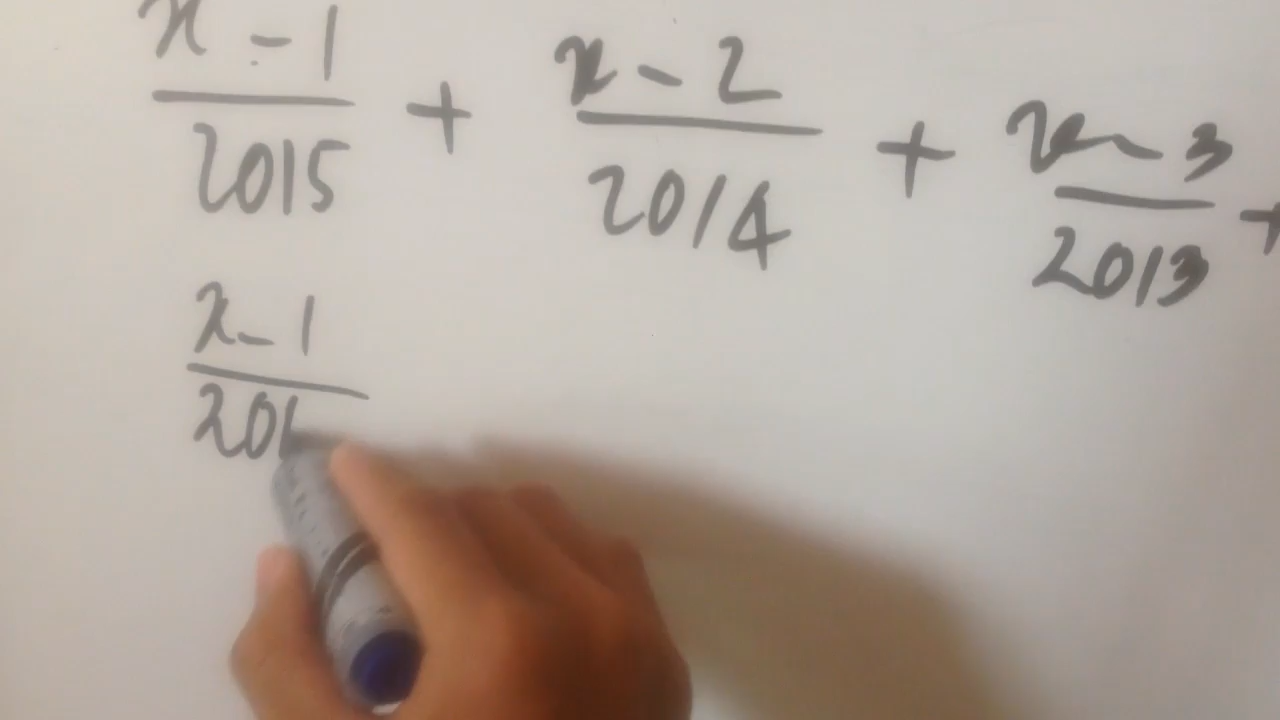 x - 1 + x - 2 + x - 3 +
2015 2014 2013
x - 1
201